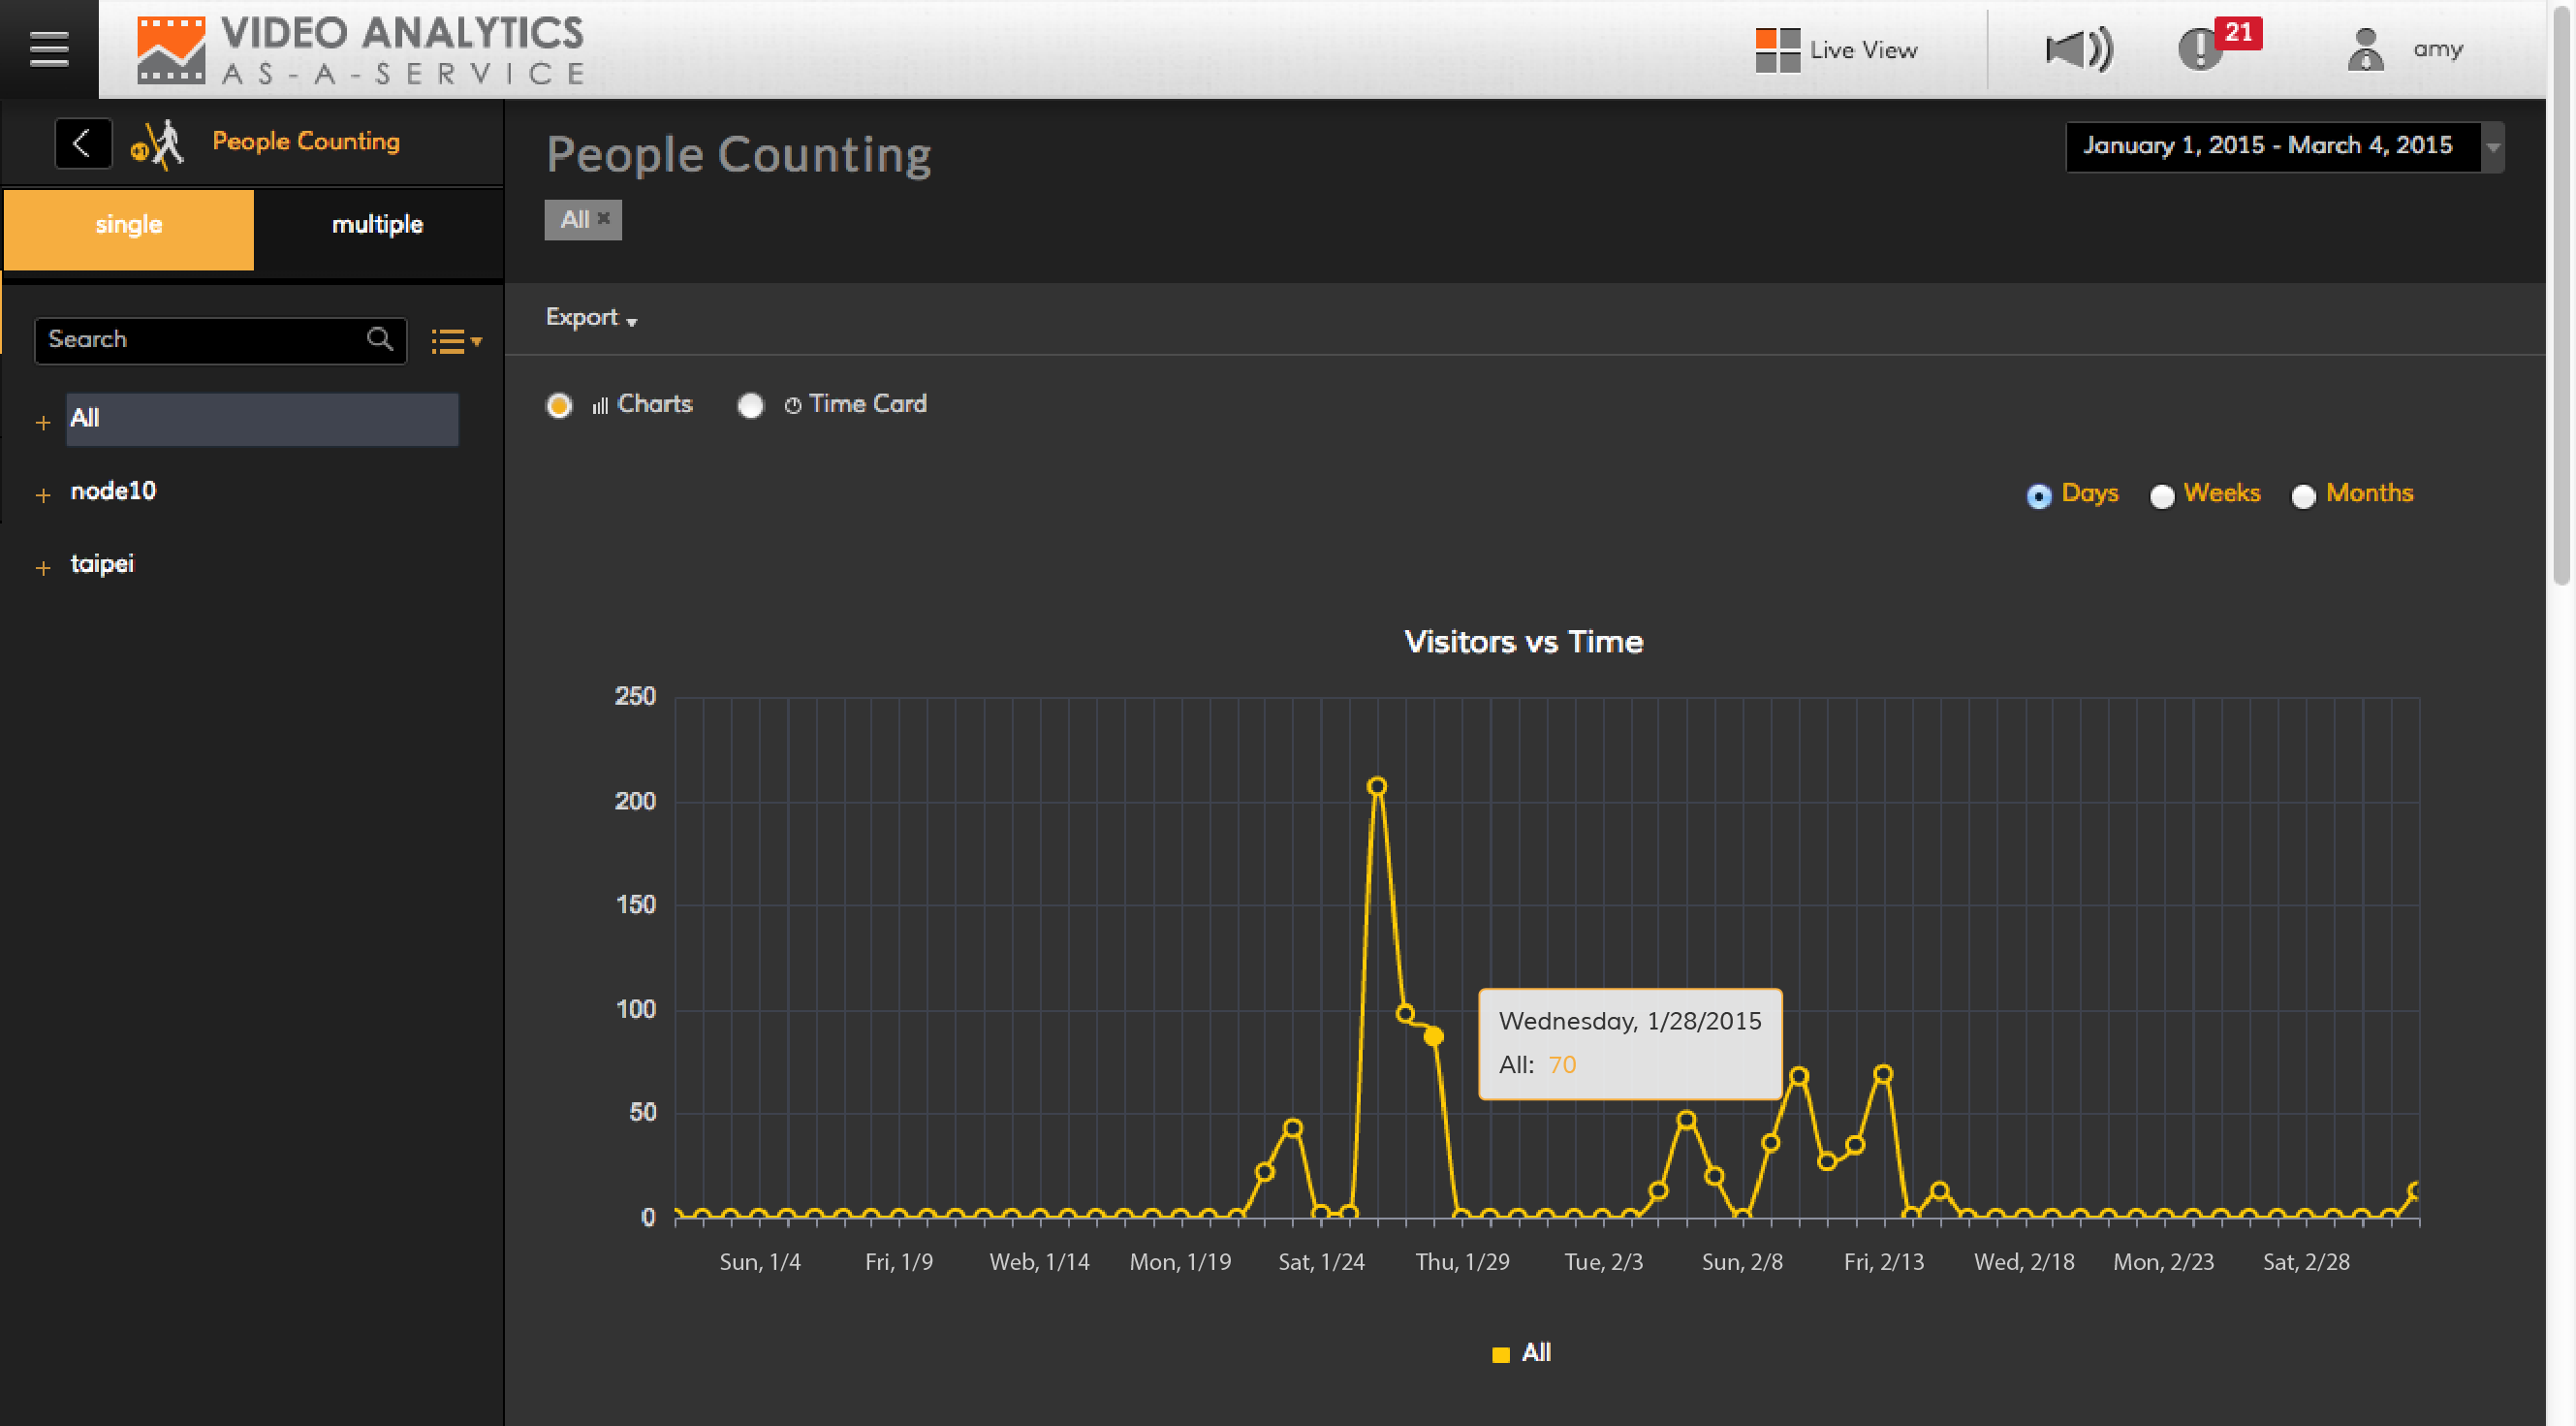 VIDEO ANALYTICS
AS-A-SERVICE
Live View
21
amy
People Counting
single
multiple
Search
All
node10
taipei
People Counting
January 1, 2015 - March 4, 2015
All
Export
Charts
Time Card
Days
Weeks
Months
Visitors vs Time
250
200
150
100
50
0
Wednesday, 1/28/2015
All: 70
Sun, 1/4
Fri, 1/9
Web, 1/14
Mon, 1/19
Sat, 1/24
Thu, 1/29
Tue, 2/3
Sun, 2/8
Fri, 2/13
Wed, 2/18
Mon, 2/23
Sat, 2/28
All